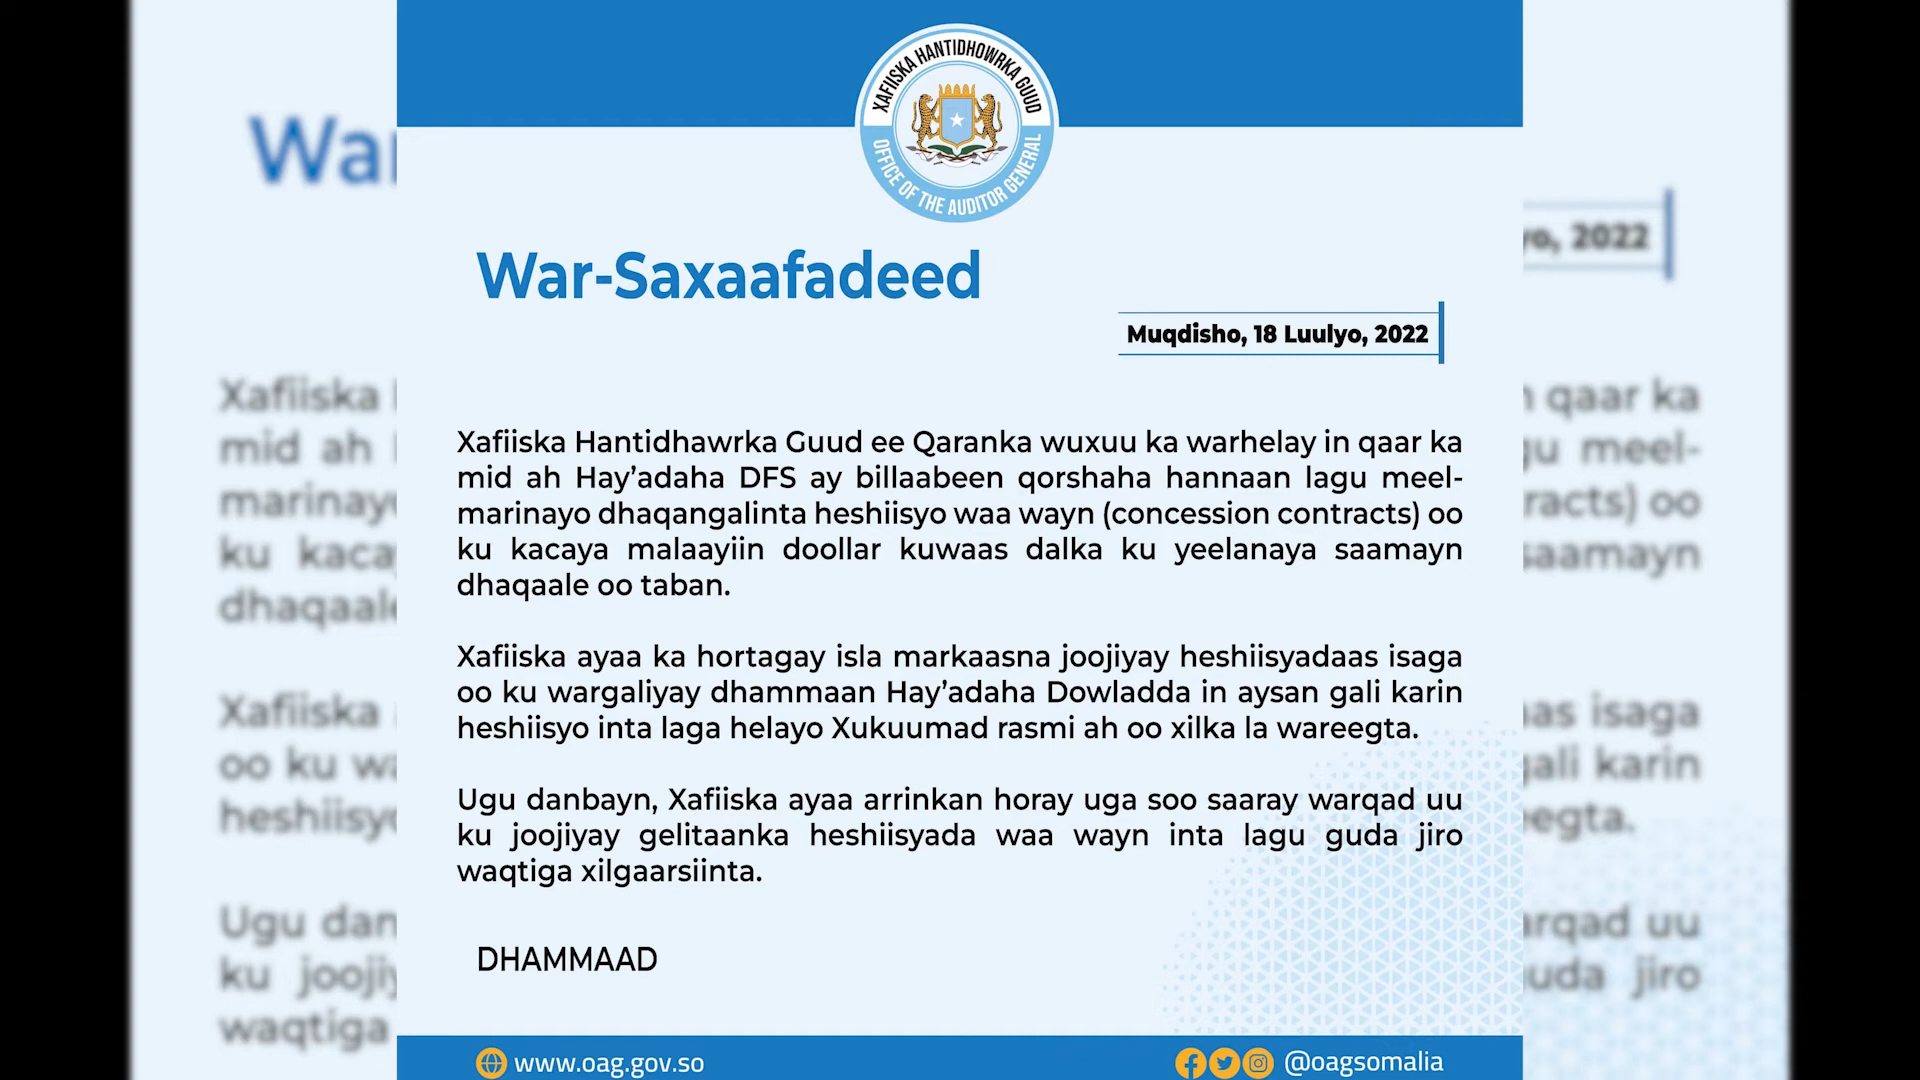 XAFIISKA HANTIDHOWRKA GUUD
OFFICE OF THE AUDITOR GENERAL
War-Saxaafadeed
Muqdisho, 18 Luulyo, 2022
Xafiiska Hantidhawrka Guud ee Qaranka wuxuu ka warhelay in qaar ka
mid ah Hay’adaha DFS ay billaabeen qorshaha hannaan lagu meel-
marinayo dhaqangalinta heshiisyo waa wayn (concession contracts) oo
ku kacaya malaayiin doollar kuwaas dalka ku yeelanaya saamayn
dhaqaale oo taban.
Xafiiska ayaa ka hortagay isla markaasna joojiyay heshiisyadaas isaga
oo ku wargaliyay dhammaan Hay’adaha Dowladda in aysan gali karin
heshiisyo inta laga helayo Xukuumad rasmi ah oo xilka la wareegta.
Ugu danbayn, Xafiiska ayaa arrinkan horay uga soo saaray warqad uu
ku joojiyay gelitaanka heshiisyada waa wayn inta lagu guda jiro
waqtiga xilgaarsiinta.
DHAMMAAD
www.oag.gov.so
@oagsomalia